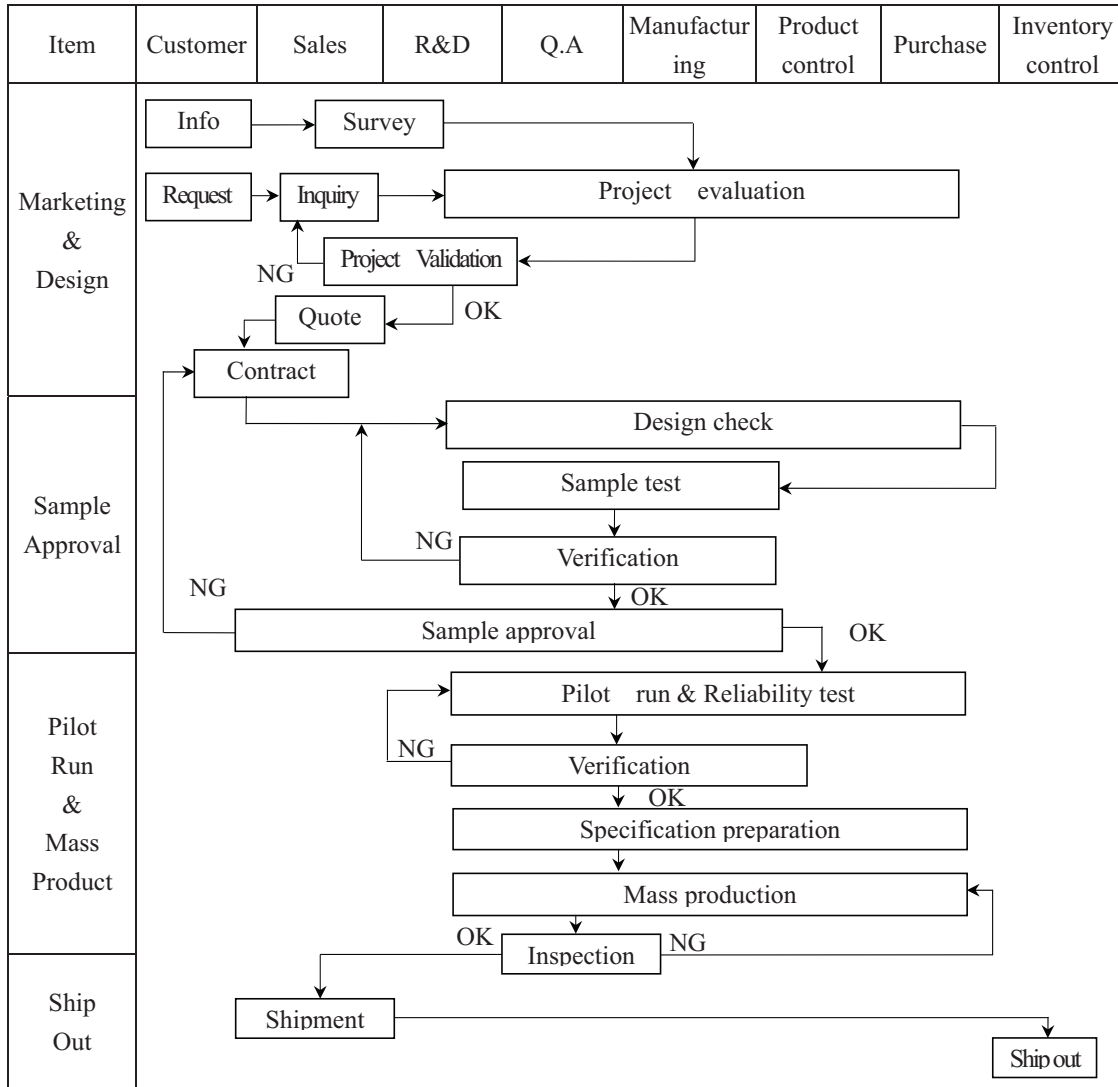 Item Customer Sales R&D Q.A Manufactur Product Purchase Inventory
ing control control
Info Survey
Marketing
&
Design
Request Inquiry Project evaluation
NG Project Validation
OK
Quote
Contract
Sample
Approval
Design check
Sample test
NG Verification
OK
NG
Sample approval OK
Pilot
Run
&
Mass
Product
Pilot run & Reliability test
NG Verification
OK
Specification preparation
Mass production
OK Inspection NG
Ship
Out
Shipment
Ship out